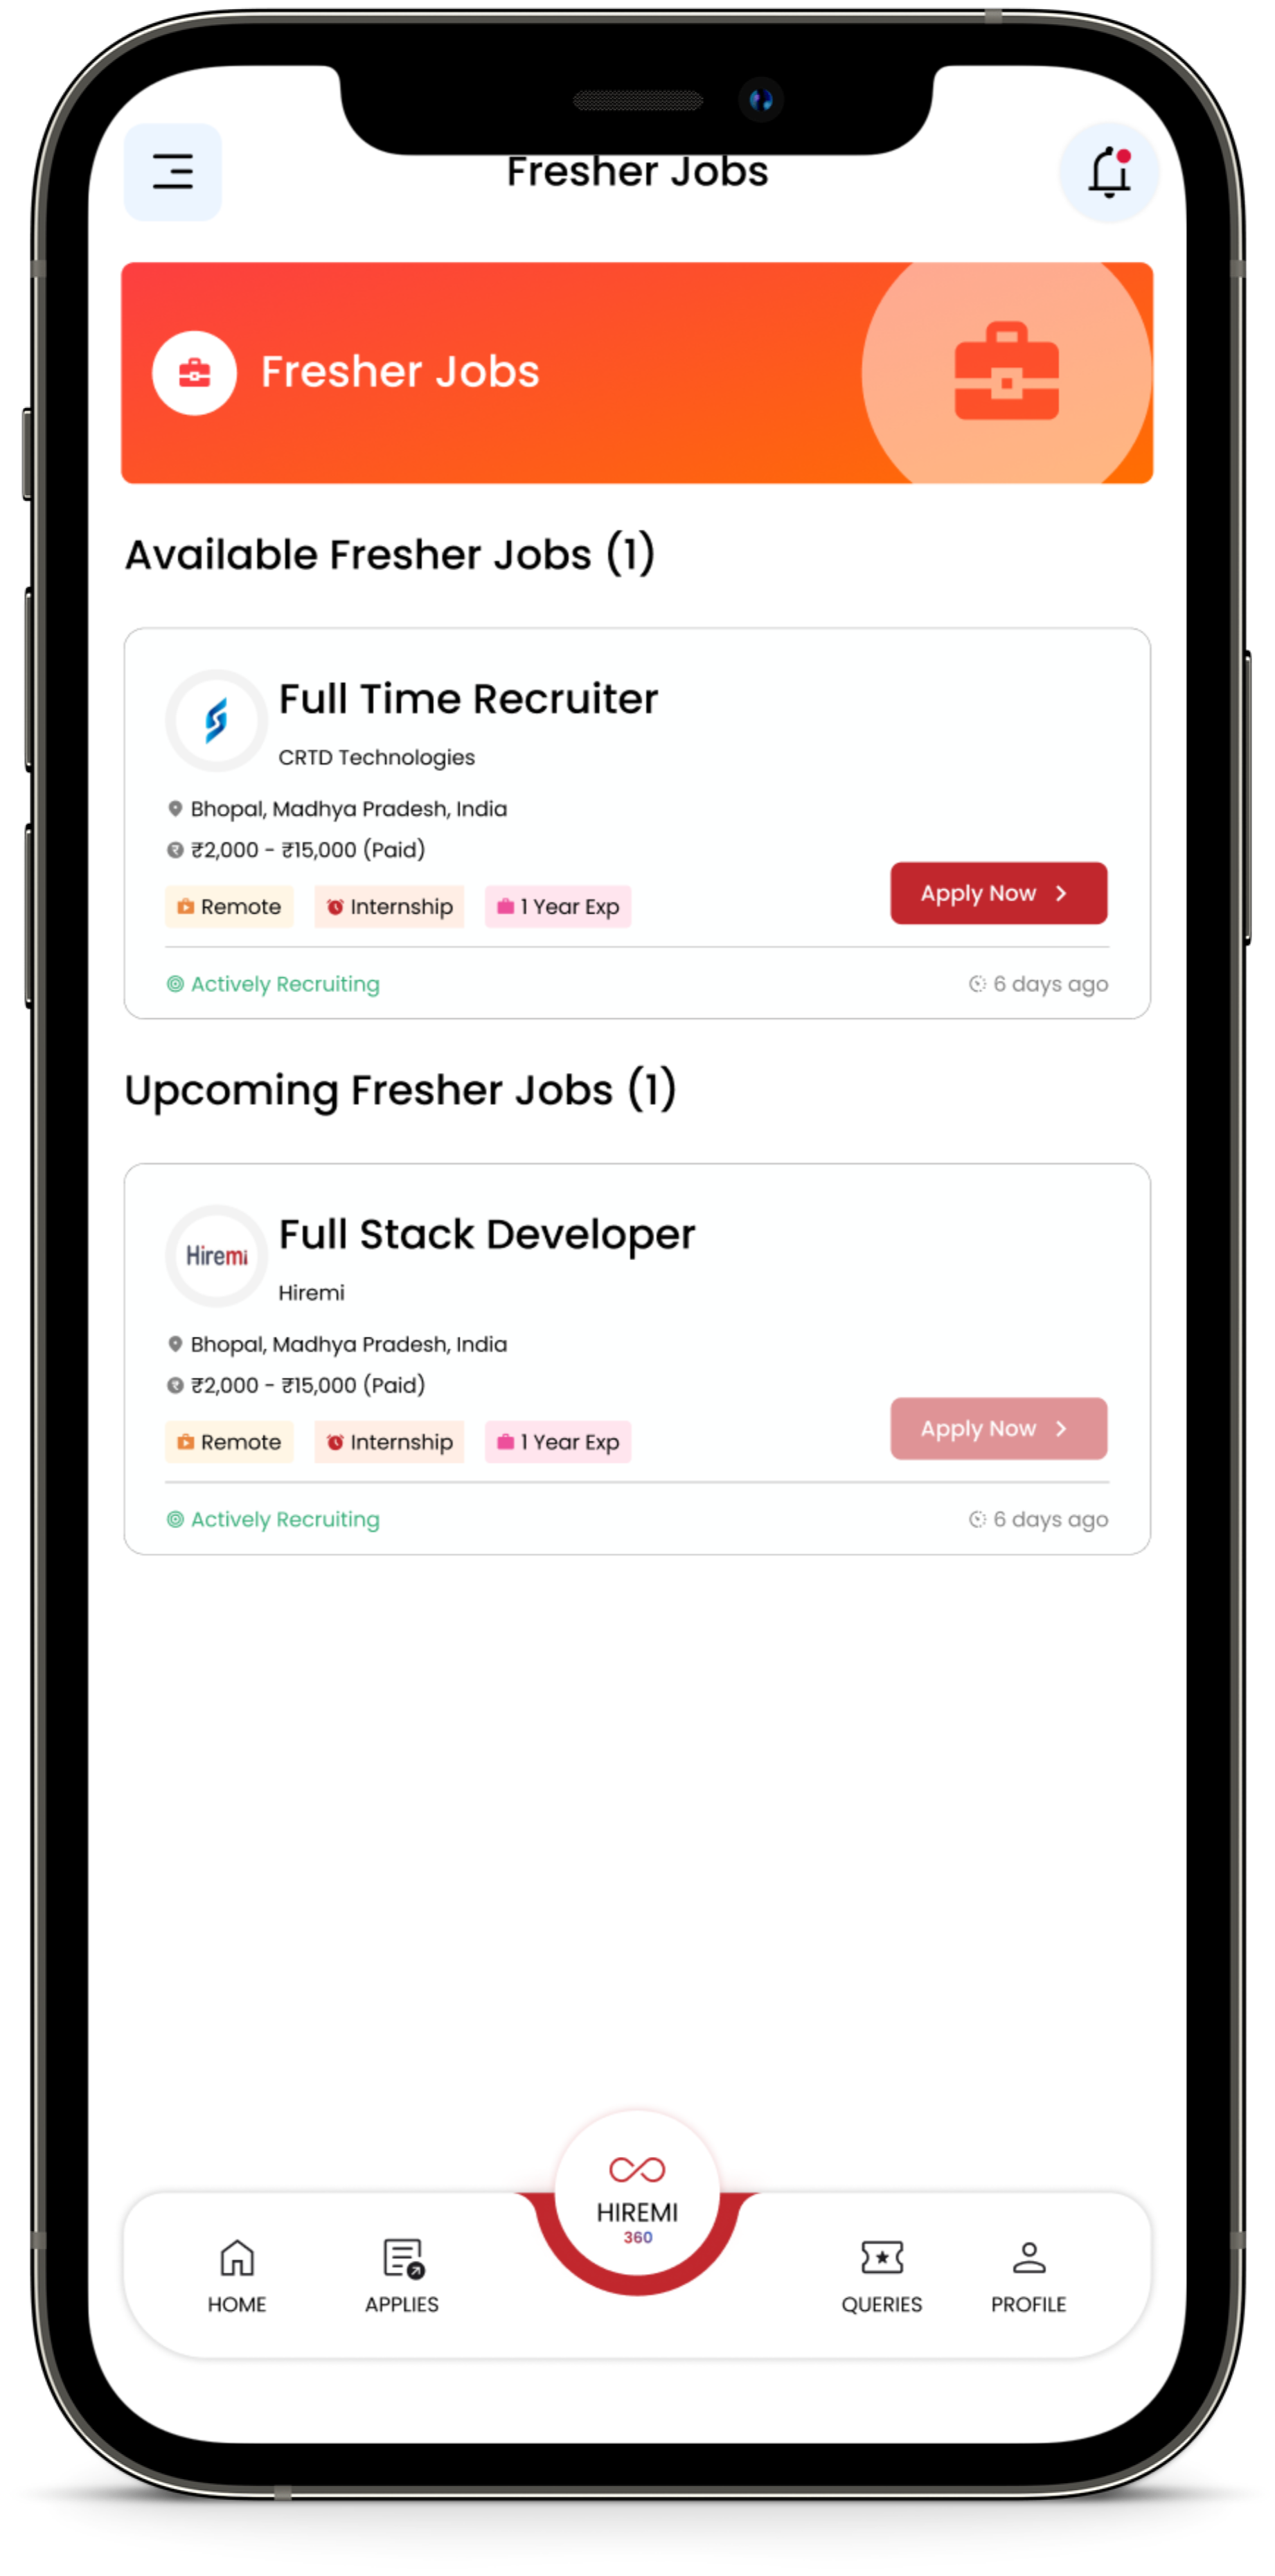 Fresher Jobs
Fresher Jobs
Available Fresher Jobs (1)
Full Time Recruiter
CRTD Technologies
Bhopal, Madhya Pradesh, India
₹2,000 - ₹15,000 (Paid)
Remote
Internship
1 Year Exp
Apply Now
Actively Recruiting
6 days ago
Upcoming Fresher Jobs (1)
Hiremi
Full Stack Developer
Hiremi
Bhopal, Madhya Pradesh, India
₹2,000 - ₹15,000 (Paid)
Remote
Internship
1 Year Exp
Apply Now
Actively Recruiting
6 days ago
HIREMI
360
HOME
APPLIES
QUERIES
PROFILE